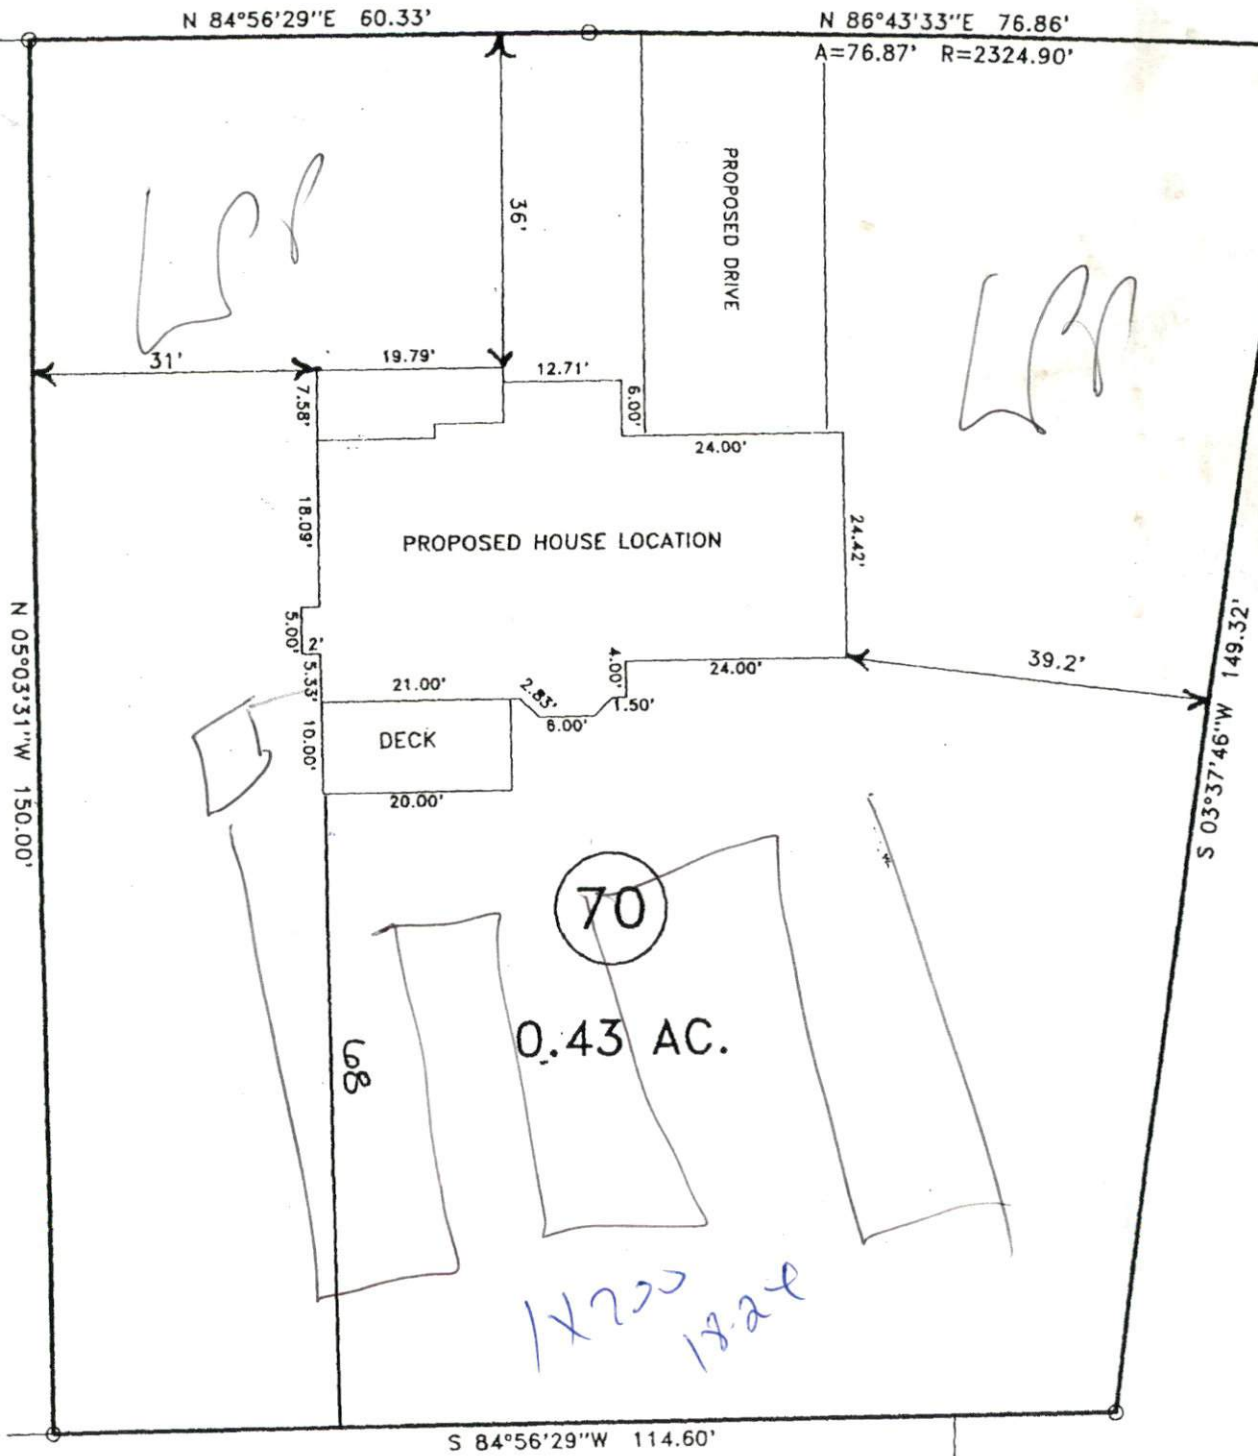 N 84°56'29"E 60.33'
N 86°43'33"E 76.86'
A=76.87' R=2324.90'
36'
PROPOSED DRIVE
31'
19.79'
12.71'
7.58'
6.00'
24.00'
18.09'
PROPOSED HOUSE LOCATION
24.42'
N 05°03'31"W 150.00'
5.00'
2'
5.33'
21.00'
2.83'
6.00'
4.00'
1.50'
24.00'
39.2'
S 03°37'46"W 149.32'
10.00'
DECK
20.00'
70
0.43 AC.
68
1x200
18-24
S 84°56'29"W 114.60'